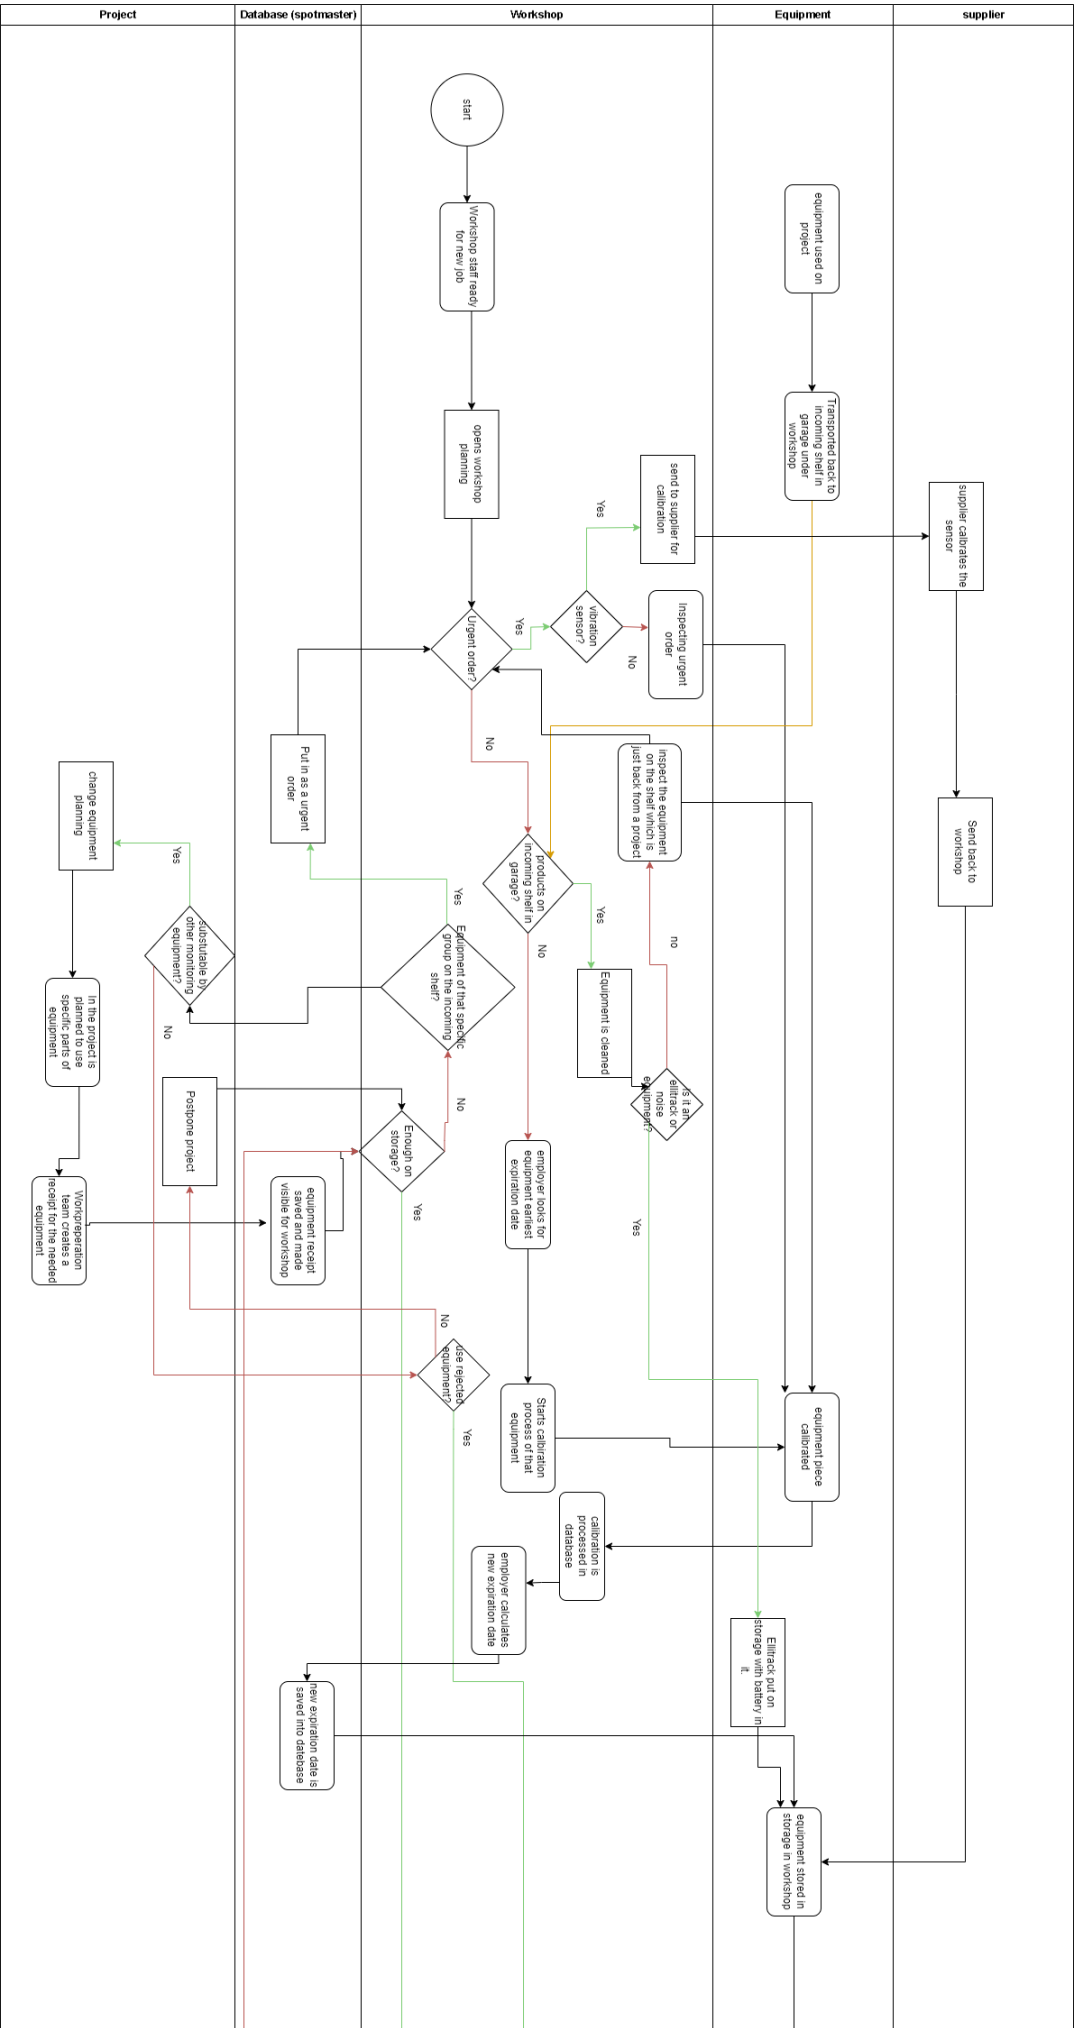 Project
Database (spotmaster)
Workshop
Equipment
supplier
start
Workshop staff ready
for new job
opens workshop
planning
Urgent order?
Yes
No
vibration
sensor?
Yes
No
send to supplier for
calibration
Inspecting urgent
order
equipment used on
project
Transported back to
incoming shelf in
garage under
workshop
supplier calbrates the
sensor
Send back to
workshop
inspect the equipment
on the shelf which is
just back from a project
products on
incoming shelf in
garage?
Yes
No
no
Equipment is cleaned
Is it an
ellitrack or
noise
equipment?
Yes
Put in as a urgent
order
Yes
Equipment of that specific
group on the incoming
shelf?
No
change equipment
planning
Yes
substutable by
other monitoring
equipment?
No
In the project is
planned to use
specific parts of
equipment
Workpreperation
team creates a
receipt for the needed
equipment
Postpone project
equipment receipt
saved and made
visible for workshop
Enough on
storage?
Yes
employer looks for
equipment earliest
expiration date
use rejected
equipment?
No
Yes
Starts calbiration
process of that
equipment
equipment piece
calibrated
calibration is
processed in
database
employer calculates
new expiration date
new expiration date is
saved into datebase
Ellitrack put on
storage with battery in
it.
equipment stored in
storage in workshop